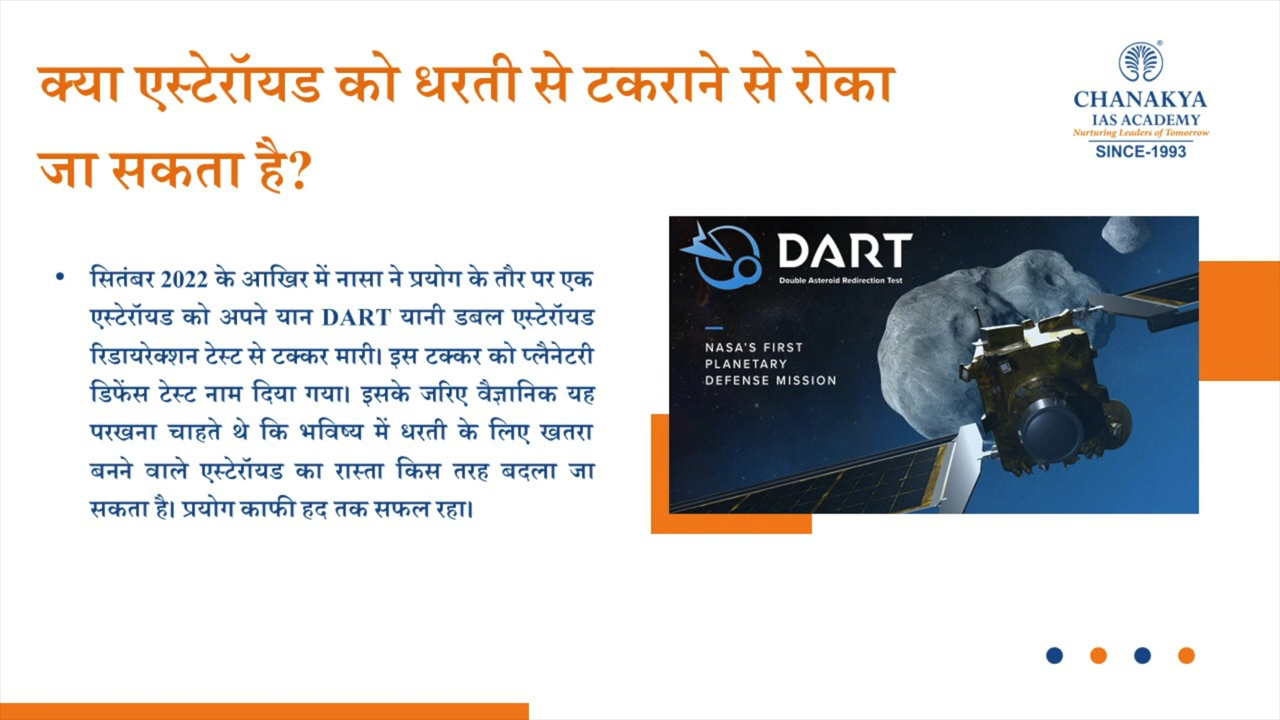 क्या एस्टेरॉयड को धरती से टकराने से रोका
जा सकता है?
CHANAKYA
IAS ACADEMY
Nurturing Leaders of Tomorrow
SINCE-1993
• सितंबर 2022 के आखिर में नासा ने प्रयोग के तौर पर एक
एस्टेरॉयड को अपने यान DART यानी डबल एस्टेरॉयड
रिडायरेक्शन टेस्ट से टक्कर मारी। इस टक्कर को प्लैनेटरी
डिफेंस टेस्ट नाम दिया गया। इसके जरिए वैज्ञानिक यह
परखना चाहते थे कि भविष्य में धरती के लिए खतरा
बनने वाले एस्टेरॉयड का रास्ता किस तरह बदला जा
सकता है। प्रयोग काफी हद तक सफल रहा।
DART
Double Asteroid Redirection Test
NASA'S FIRST
PLANETARY
DEFENSE MISSION